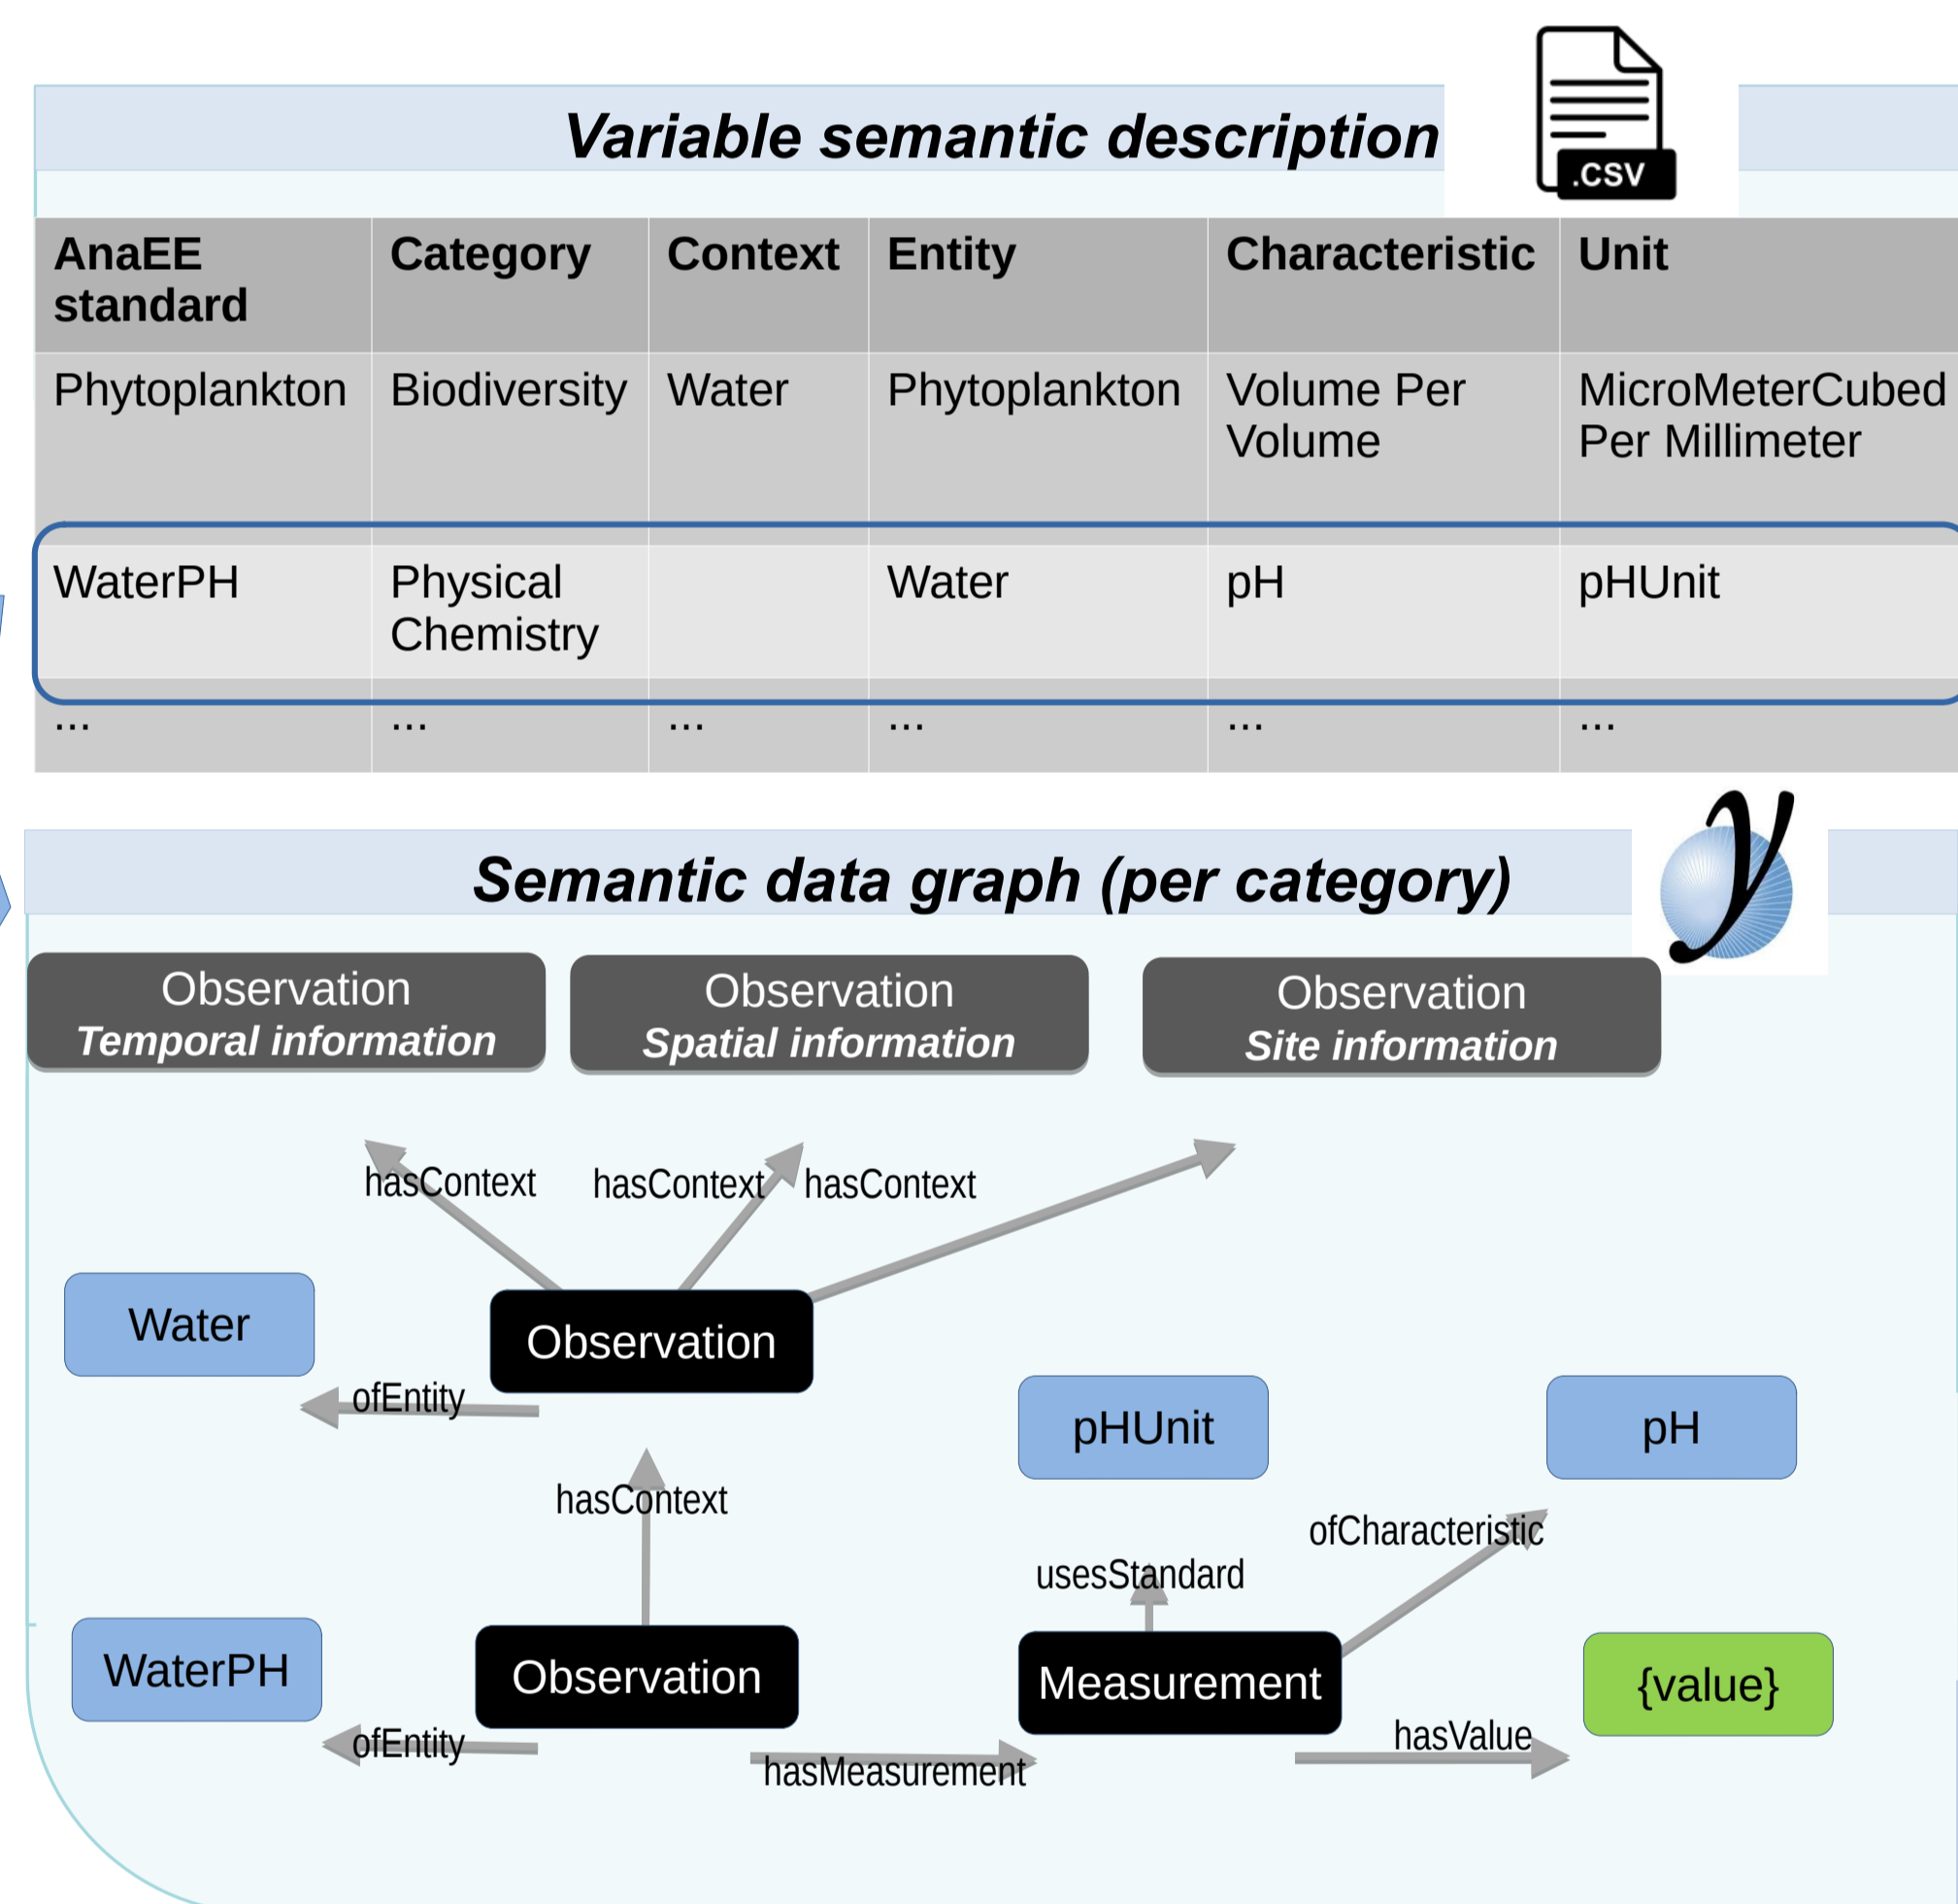 Variable semantic description
.CSV
AnaEE standard Category Context Entity Characteristic Unit
Phytoplankton Biodiversity Water Phytoplankton Volume Per Volume MicroMeterCubed Per Millimeter
WaterPH Physical Chemistry Water pH pHUnit
... ... ... ... ... ...
Semantic data graph (per category)
y
Observation
Temporal information
Observation
Spatial information
Observation
Site information
hasContext
hasContext
hasContext
Water
Observation
ofEntity
pHUnit
pH
hasContext
ofCharacteristic
usesStandard
WaterPH
Observation
Measurement
{value}
ofEntity
hasMeasurement
hasValue